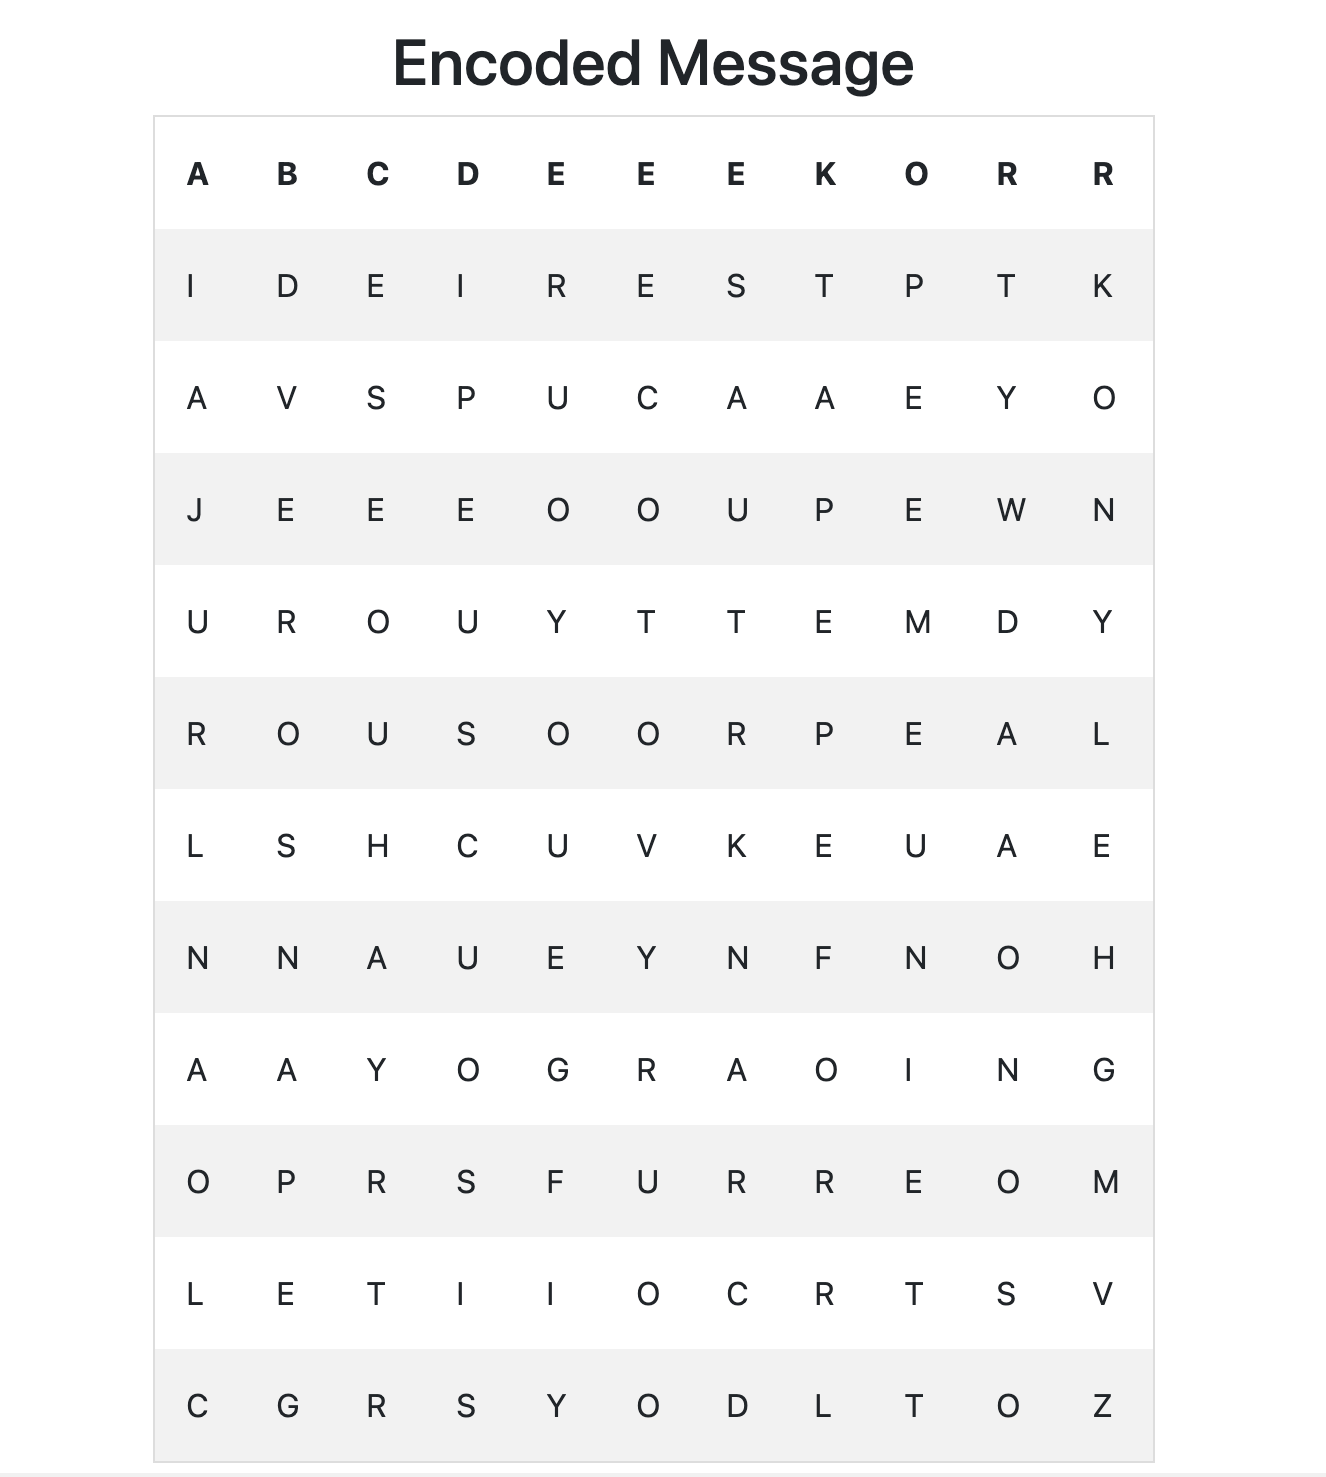 Encoded Message
A B C D E E E K O R R
I D E I R E S T P T K
A V S P U C A A E Y O
J E E E O O U P E W N
U R O U Y T T E M D Y
R O U S O O R P E A L
L S H C U V K E U A E
N N A U E Y N F N O H
A A Y O G R A O I N G
O P R S F U R R E O M
L E T I I O C R T S V
C G R S Y O D L T O Z